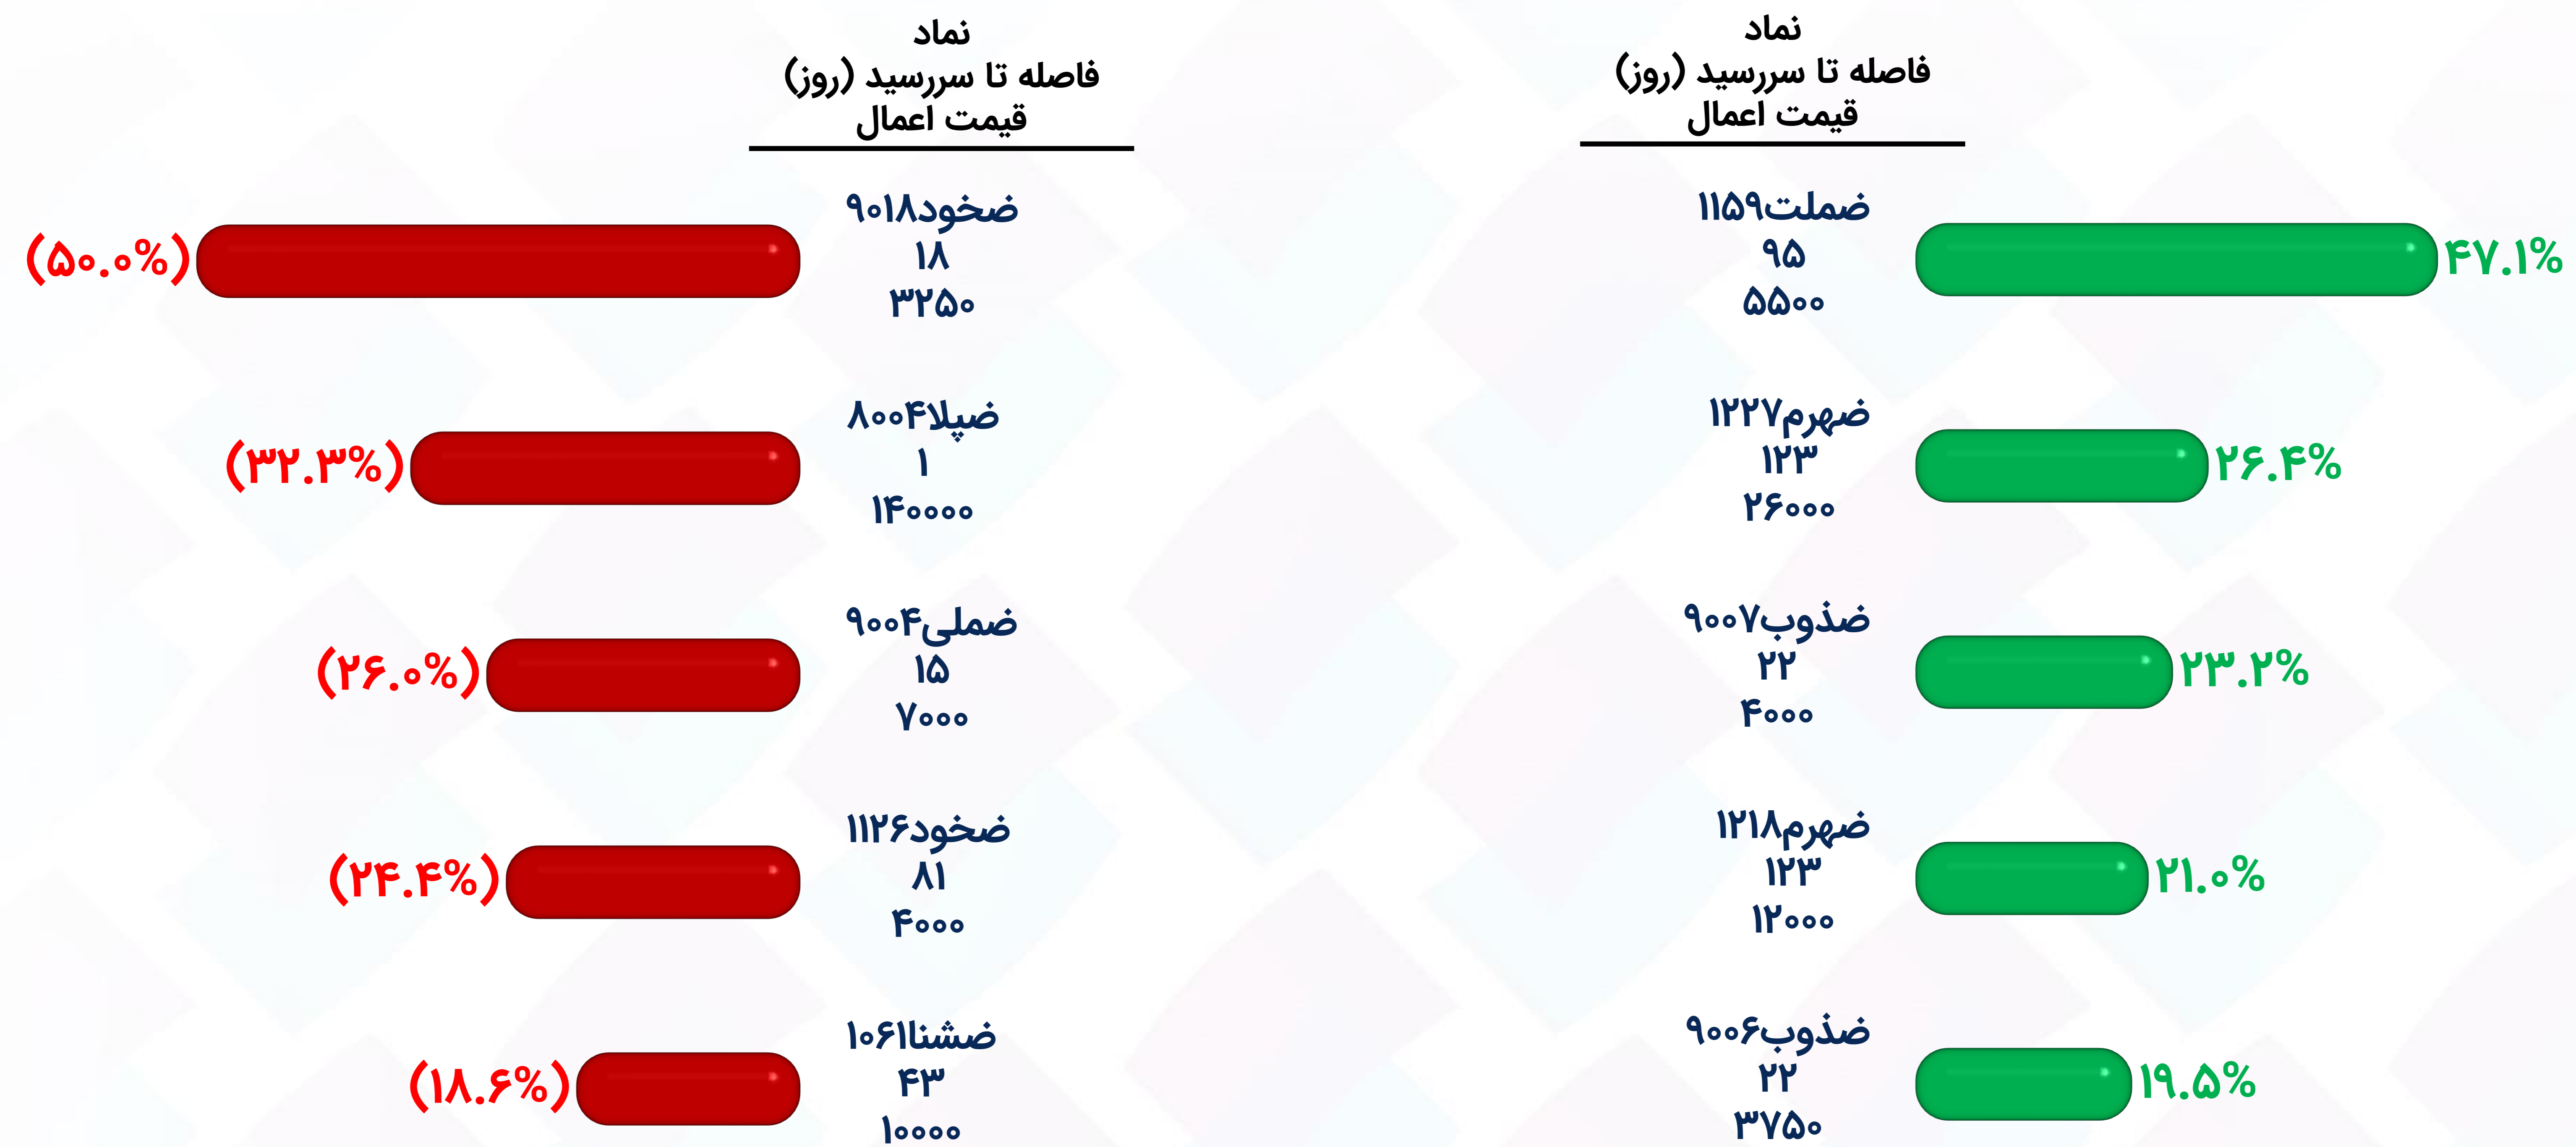 نماد
فاصله تا سررسید (روز)
قیمت اعمال
ضملت۱۱۵۹
۹۵
۵۵۰۰
۴۷.۱%
ضهرم۱۲۲۷
۱۲۳
۲۶۰۰۰
۲۶.۴%
ضذوب۹۰۰۷
۲۲
۴۰۰۰
۲۳.۲%
ضهرم۱۲۱۸
۱۲۳
۱۲۰۰۰
۲۱.۰%
ضذوب۹۰۰۶
۲۲
۳۷۵۰
۱۹.۵%
نماد
فاصله تا سررسید (روز)
قیمت اعمال
ضخود۹۰۱۸
۱۸
۳۲۵۰
(۵۰.۰%)
ضپلا۸۰۰۴
۱
۱۴۰۰۰۰
(۳۲.۳%)
ضملی۹۰۰۴
۱۵
۷۰۰۰
(۲۶.۰%)
ضخود۱۱۲۶
۸۱
۴۰۰۰
(۲۴.۴%)
ضشنا۱۰۶۱
۴۳
۱۰۰۰۰
(۱۸.۶%)